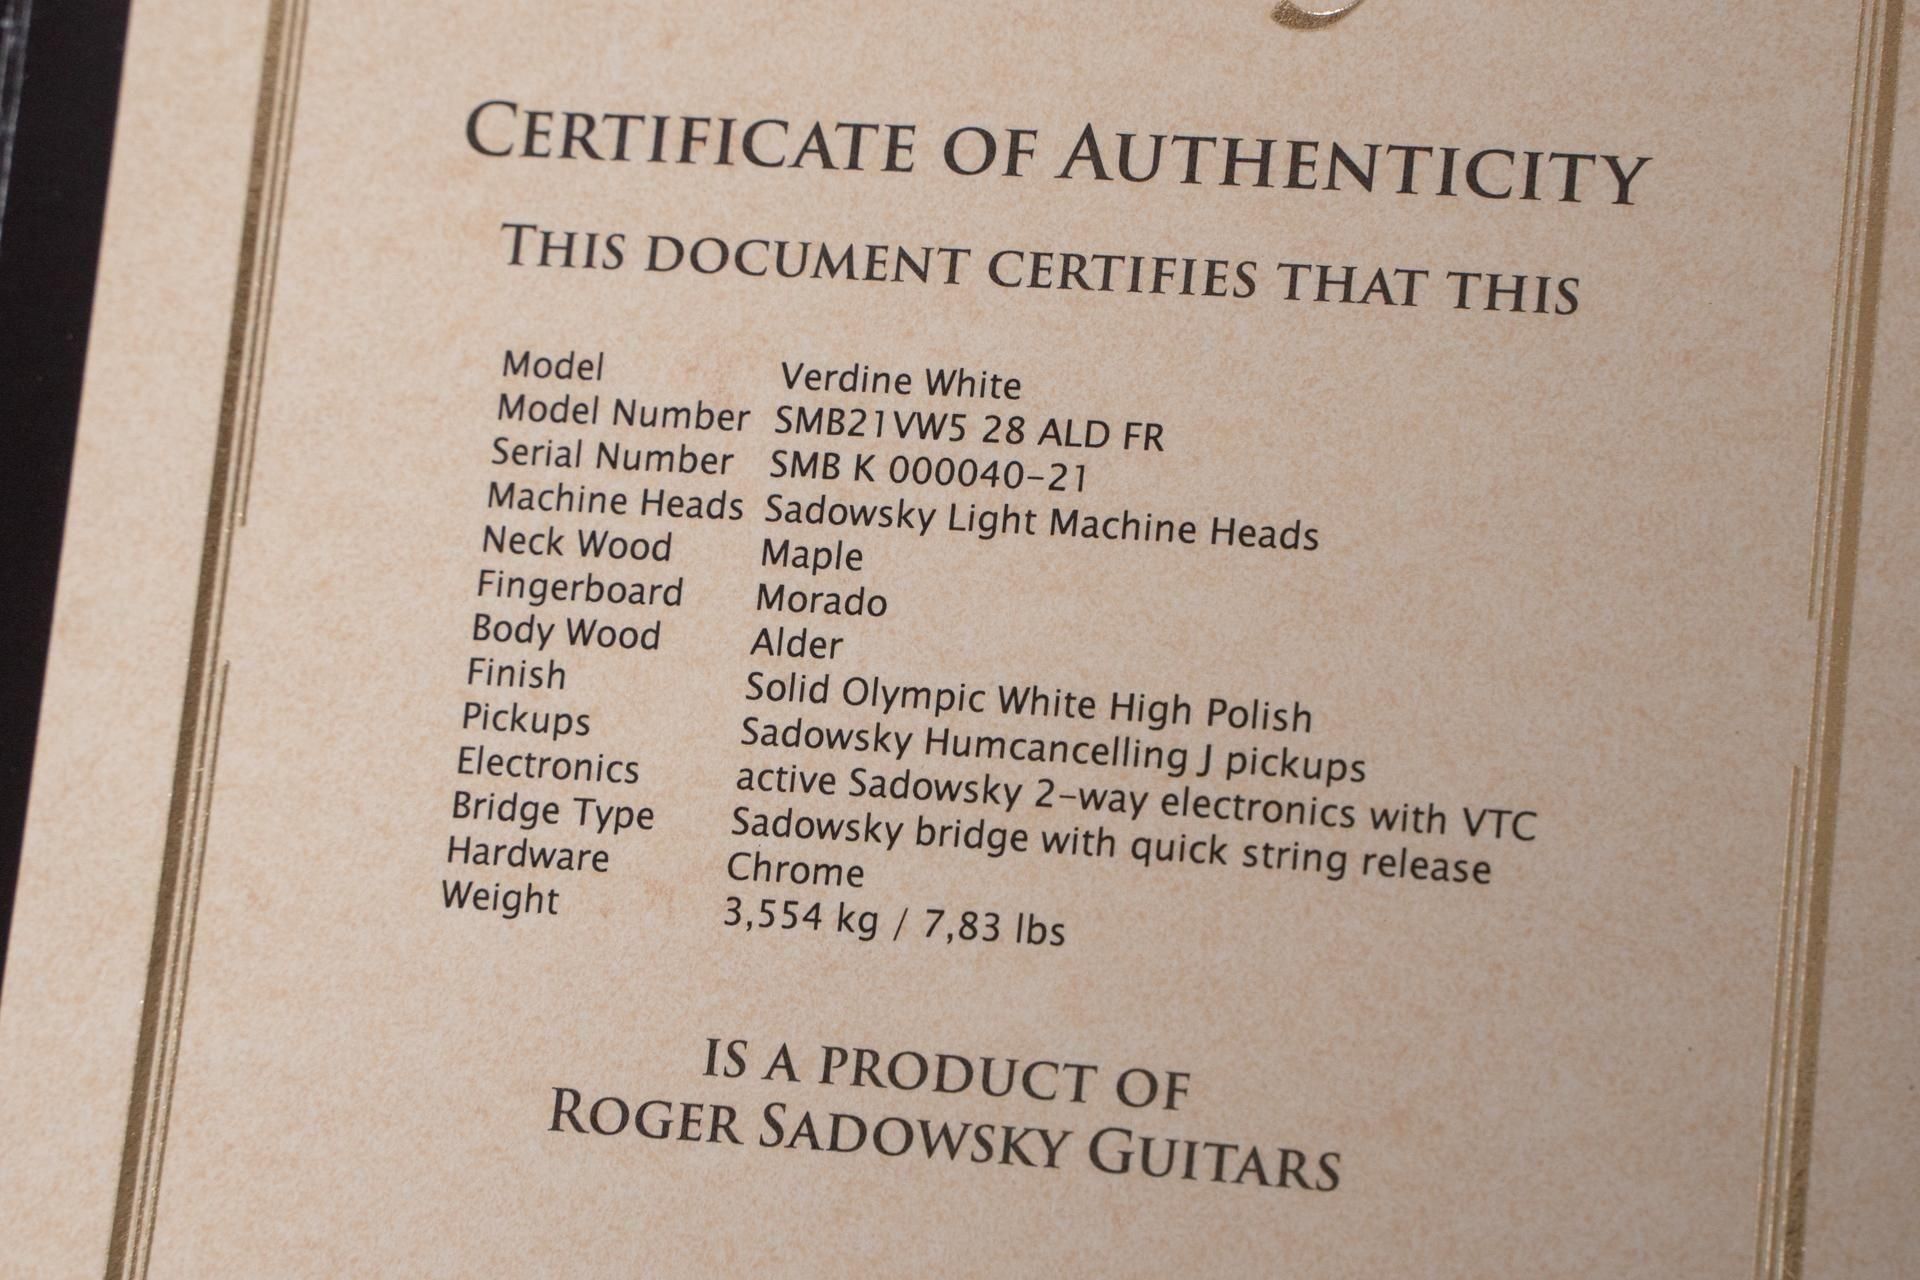 Certificate of Authenticity
This document certifies that this
Model Verdine White
Model Number SMB21VW5 28 ALD FR
Serial Number SMB K 000040-21
Machine Heads Sadowsky Light Machine Heads
Neck Wood Maple
Fingerboard Morado
Body Wood Alder
Finish Solid Olympic White High Polish
Pickups Sadowsky Humcancelling J pickups
Electronics active Sadowsky 2-way electronics with VTC
Bridge Type Sadowsky bridge with quick string release
Hardware Chrome
Weight 3,554 kg / 7,83 lbs
is a product of
Roger Sadowsky Guitars